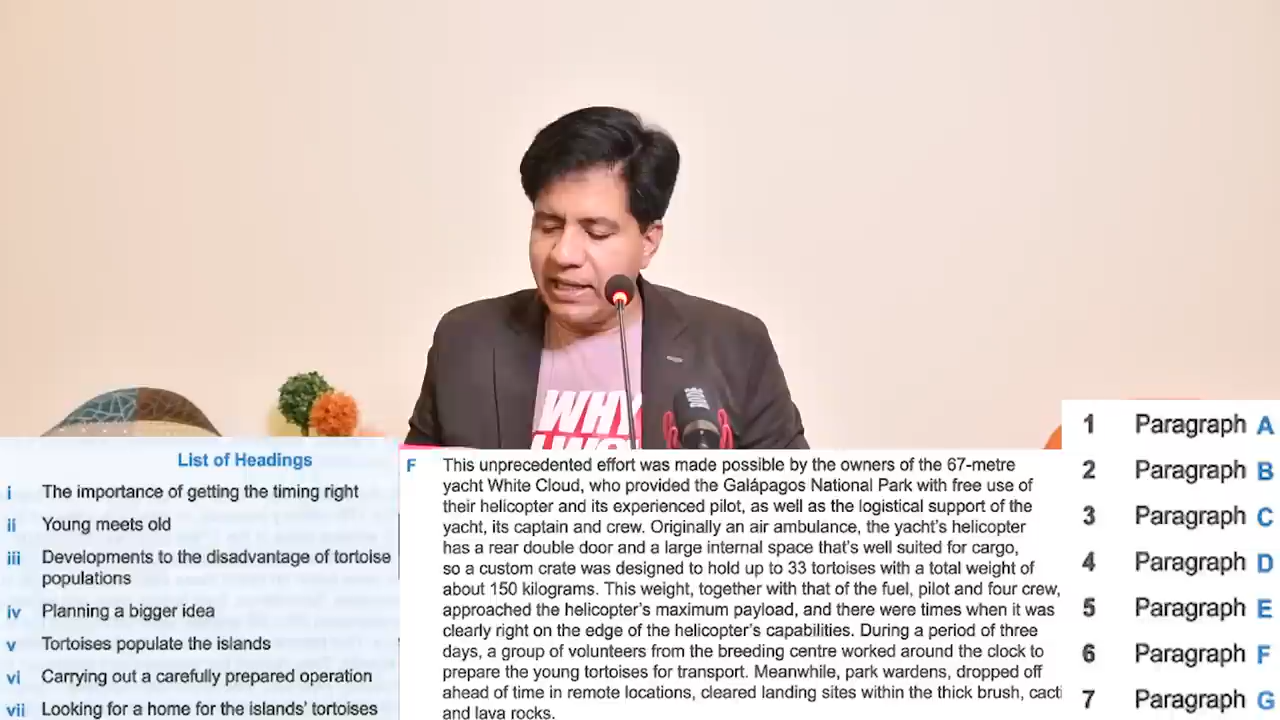 WHY
RODE
List of Headings
i The importance of getting the timing right
ii Young meets old
iii Developments to the disadvantage of tortoise
populations
iv Planning a bigger idea
v Tortoises populate the islands
vi Carrying out a carefully prepared operation
vii Looking for a home for the islands' tortoises
F This unprecedented effort was made possible by the owners of the 67-metre
yacht White Cloud, who provided the Galápagos National Park with free use of
their helicopter and its experienced pilot, as well as the logistical support of the
yacht, its captain and crew. Originally an air ambulance, the yacht's helicopter
has a rear double door and a large internal space that's well suited for cargo,
so a custom crate was designed to hold up to 33 tortoises with a total weight of
about 150 kilograms. This weight, together with that of the fuel, pilot and four crew,
approached the helicopter's maximum payload, and there were times when it was
clearly right on the edge of the helicopter's capabilities. During a period of three
days, a group of volunteers from the breeding centre worked around the clock to
prepare the young tortoises for transport. Meanwhile, park wardens, dropped off
ahead of time in remote locations, cleared landing sites within the thick brush, cacti
and lava rocks.
1 Paragraph A
2 Paragraph B
3 Paragraph C
4 Paragraph D
5 Paragraph E
6 Paragraph F
7 Paragraph G